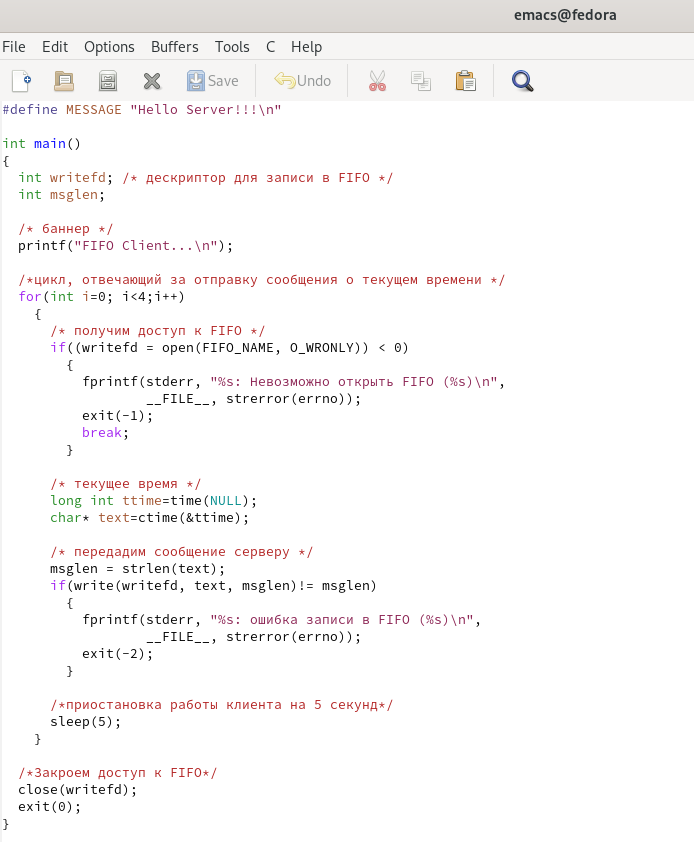 emacs@fedora
File Edit Options Buffers Tools C Help
Save Undo
#define MESSAGE "Hello Server!!!\n"
int main()
{
int writefd; /* дескриптор для записи в FIFO */
int msglen;
/* баннер */
printf("FIFO Client...\n");
/*цикл, отвечающий за отправку сообщения о текущем времени */
for(int i=0; i<4;i++)
{
/* получим доступ к FIFO */
if((writefd = open(FIFO_NAME, O_WRONLY)) < 0)
{
fprintf(stderr, "%s: Невозможно открыть FIFO (%s)\n",
__FILE__, strerror(errno));
exit(-1);
break;
}
/* текущее время */
long int ttime=time(NULL);
char* text=ctime(&ttime);
/* передадим сообщение серверу */
msglen = strlen(text);
if(write(writefd, text, msglen)!= msglen)
{
fprintf(stderr, "%s: ошибка записи в FIFO (%s)\n",
__FILE__, strerror(errno));
exit(-2);
}
/*приостановка работы клиента на 5 секунд*/
sleep(5);
}
/*Закроем доступ к FIFO*/
close(writefd);
exit(0);
}